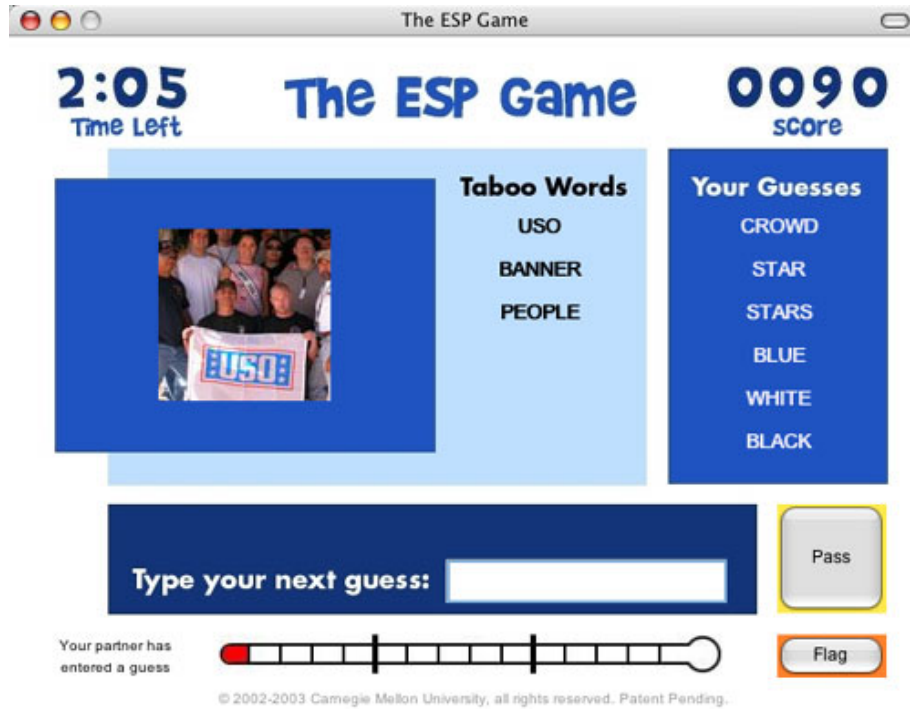 The ESP Game
2:05
Time Left
The ESP Game
0090
score
Taboo Words
USO
BANNER
PEOPLE
Your Guesses
CROWD
STAR
STARS
BLUE
WHITE
BLACK
USO
Type your next guess:
Pass
Your partner has
entered a guess
Flag
© 2002-2003 Carnegie Mellon University, all rights reserved. Patent Pending.